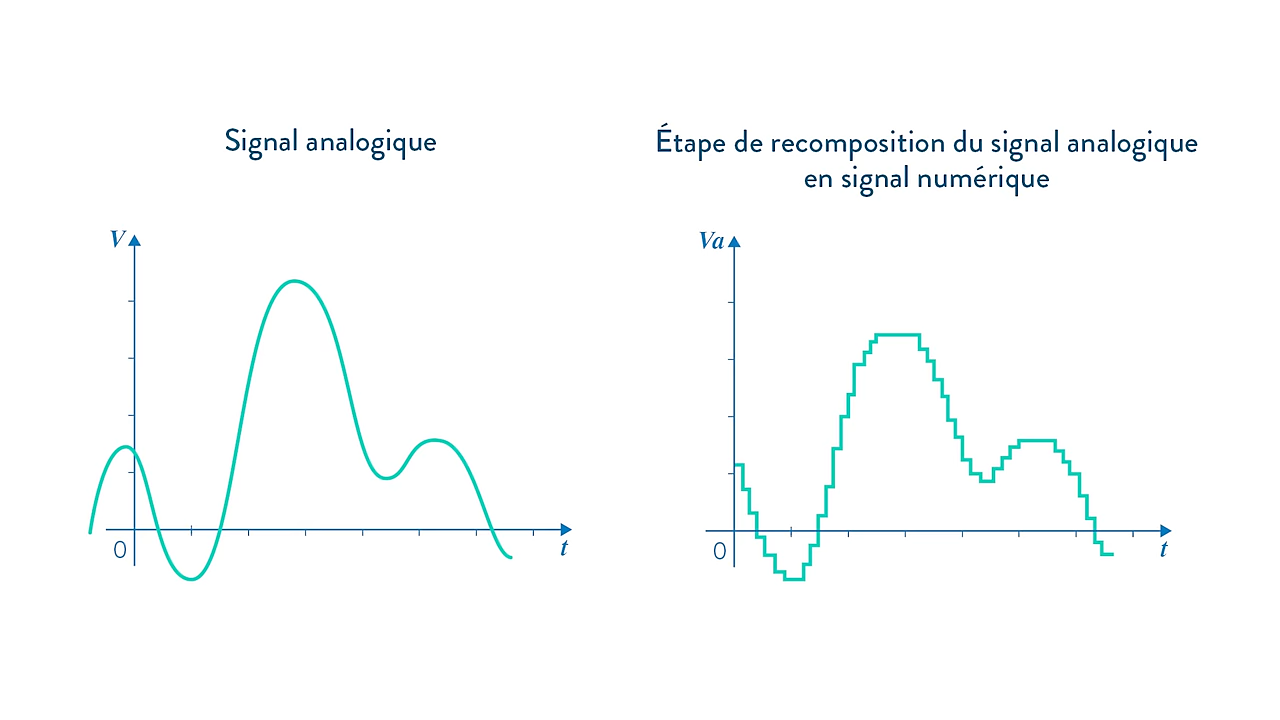 Signal analogique
Étape de recomposition du signal analogique
en signal numérique
V
0
t
Va
0
t